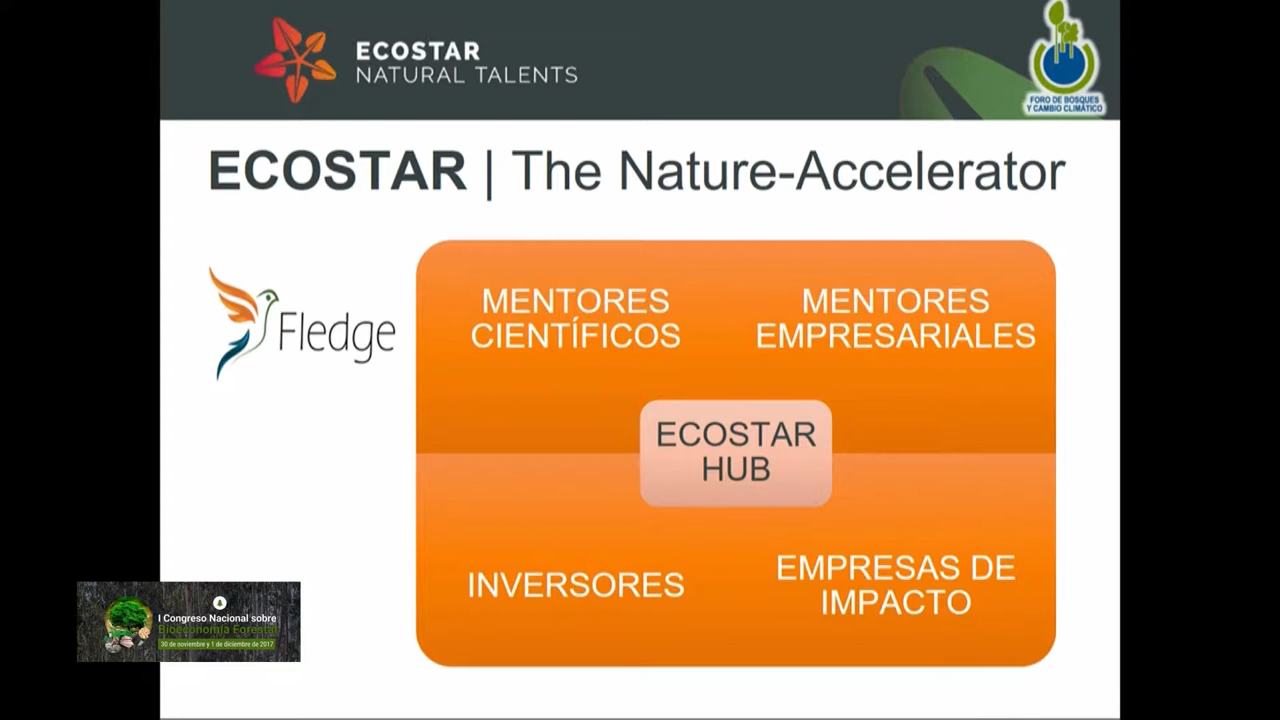 ECOSTAR
NATURAL TALENTS
FORO DE BOSQUES
Y CAMBIO CLIMÁTICO
ECOSTAR | The Nature-Accelerator
Fledge
MENTORES
CIENTÍFICOS
MENTORES
EMPRESARIALES
ECOSTAR
HUB
INVERSORES
EMPRESAS DE
IMPACTO
I Congreso Nacional sobre
Bioeconomía Forestal
30 de noviembre y 1 de diciembre de 2017